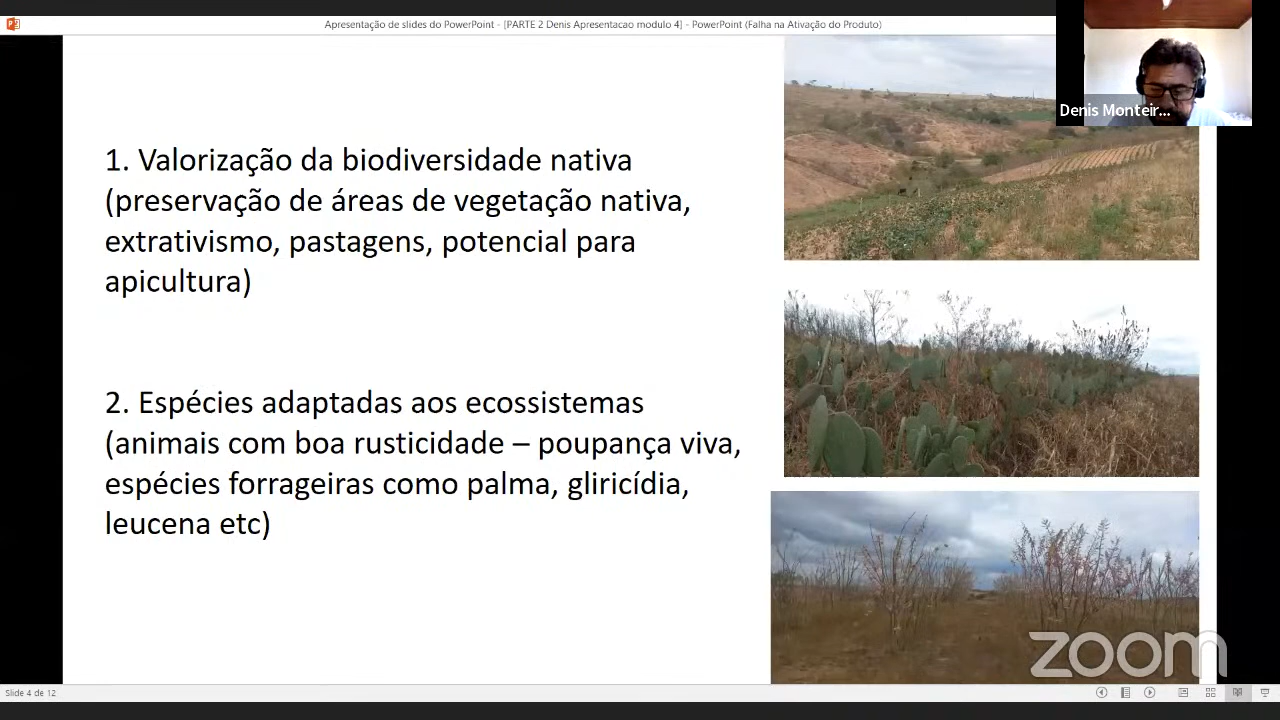 Apresentação de slides do PowerPoint - [PARTE 2 Denis Apresentacao modulo 4] - PowerPoint (Falha na Ativação do Produto)
Denis Monteir...
1. Valorização da biodiversidade nativa
(preservação de áreas de vegetação nativa,
extrativismo, pastagens, potencial para
apicultura)
2. Espécies adaptadas aos ecossistemas
(animais com boa rusticidade – poupança viva,
espécies forrageiras como palma, gliricídia,
leucena etc)
zoom
Slide 4 de 12